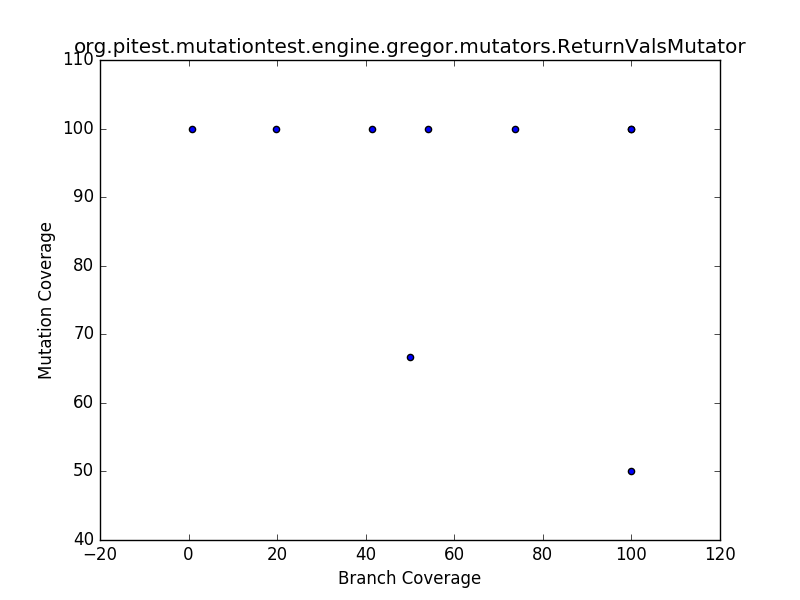 org.pitest.mutationtest.engine.gregor.mutators.ReturnValsMutator
110
100
90
80
70
60
50
40
Mutation Coverage
−20 0 20 40 60 80 100 120
Branch Coverage